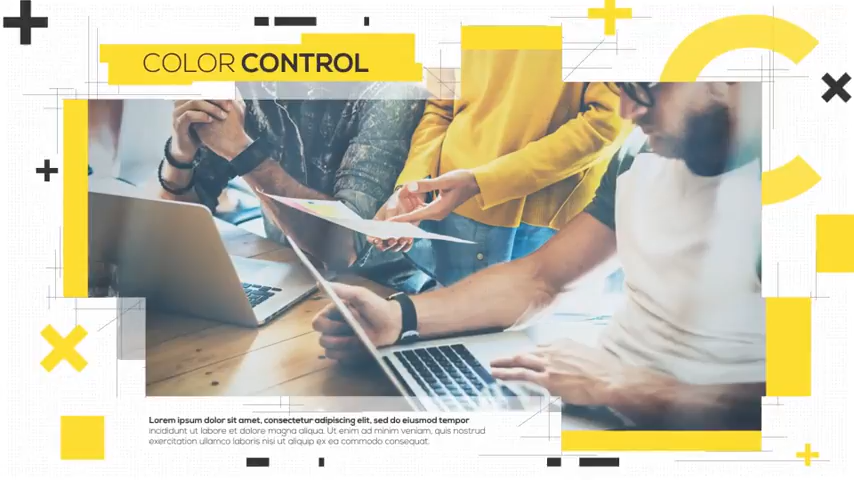 COLOR CONTROL
Lorem ipsum dolor sit amet, consectetur adipiscing elit, sed do eiusmod tempor
incididunt ut labore et dolore magna aliqua. Ut enim ad minim veniam, quis nostrud
exercitation ullamco laboris nisi ut aliquip ex ea commodo consequat.